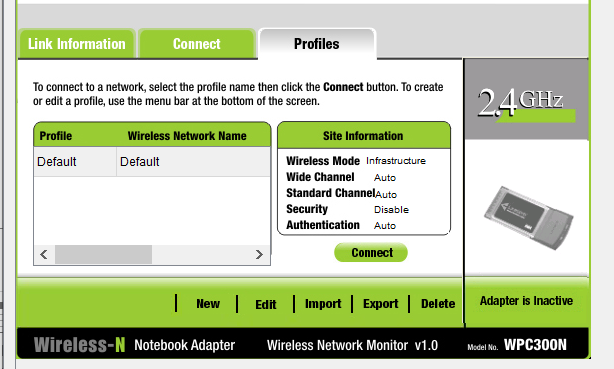 Link Information
Connect
Profiles
To connect to a network, select the profile name then click the Connect button. To create
or edit a profile, use the menu bar at the bottom of the screen.
2.4GHz
Profile Wireless Network Name
Default Default
Site Information
Wireless Mode Infrastructure
Wide Channel Auto
Standard Channel Auto
Security Disable
Authentication Auto
Connect
New Edit Import Export Delete
Adapter is Inactive
Wireless-N Notebook Adapter Wireless Network Monitor v1.0 Model No. WPC300N